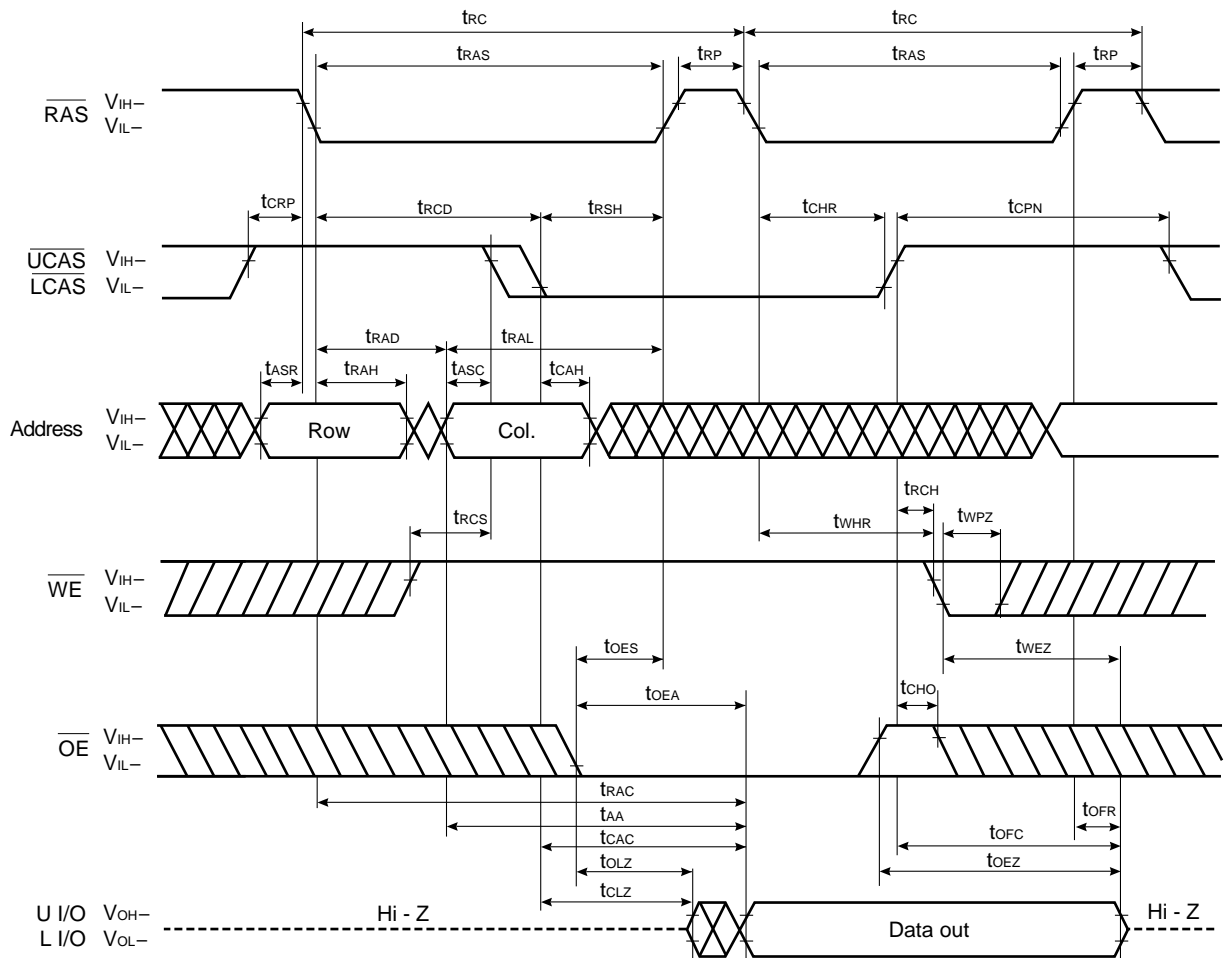 tRC tRC
tRAS tRP tRAS tRP
RAS VIH–
VIL–
tCRP tRCD tRSH tCHR tCPN
UCAS VIH–
LCAS VIL–
tRAD tRAL
tASR tRAH tASC tCAH
Address VIH–
VIL–
Row Col.
tRCH
tRCS tWHR tWPZ
WE VIH–
VIL–
tOES tWEZ
tOEA tCHO
OE VIH–
VIL–
tRAC
tAA tOFR
tCAC tOFC
tOLZ tOEZ
tCLZ
U I/O VOH–
L I/O VOL–
Hi - Z Data out Hi - Z